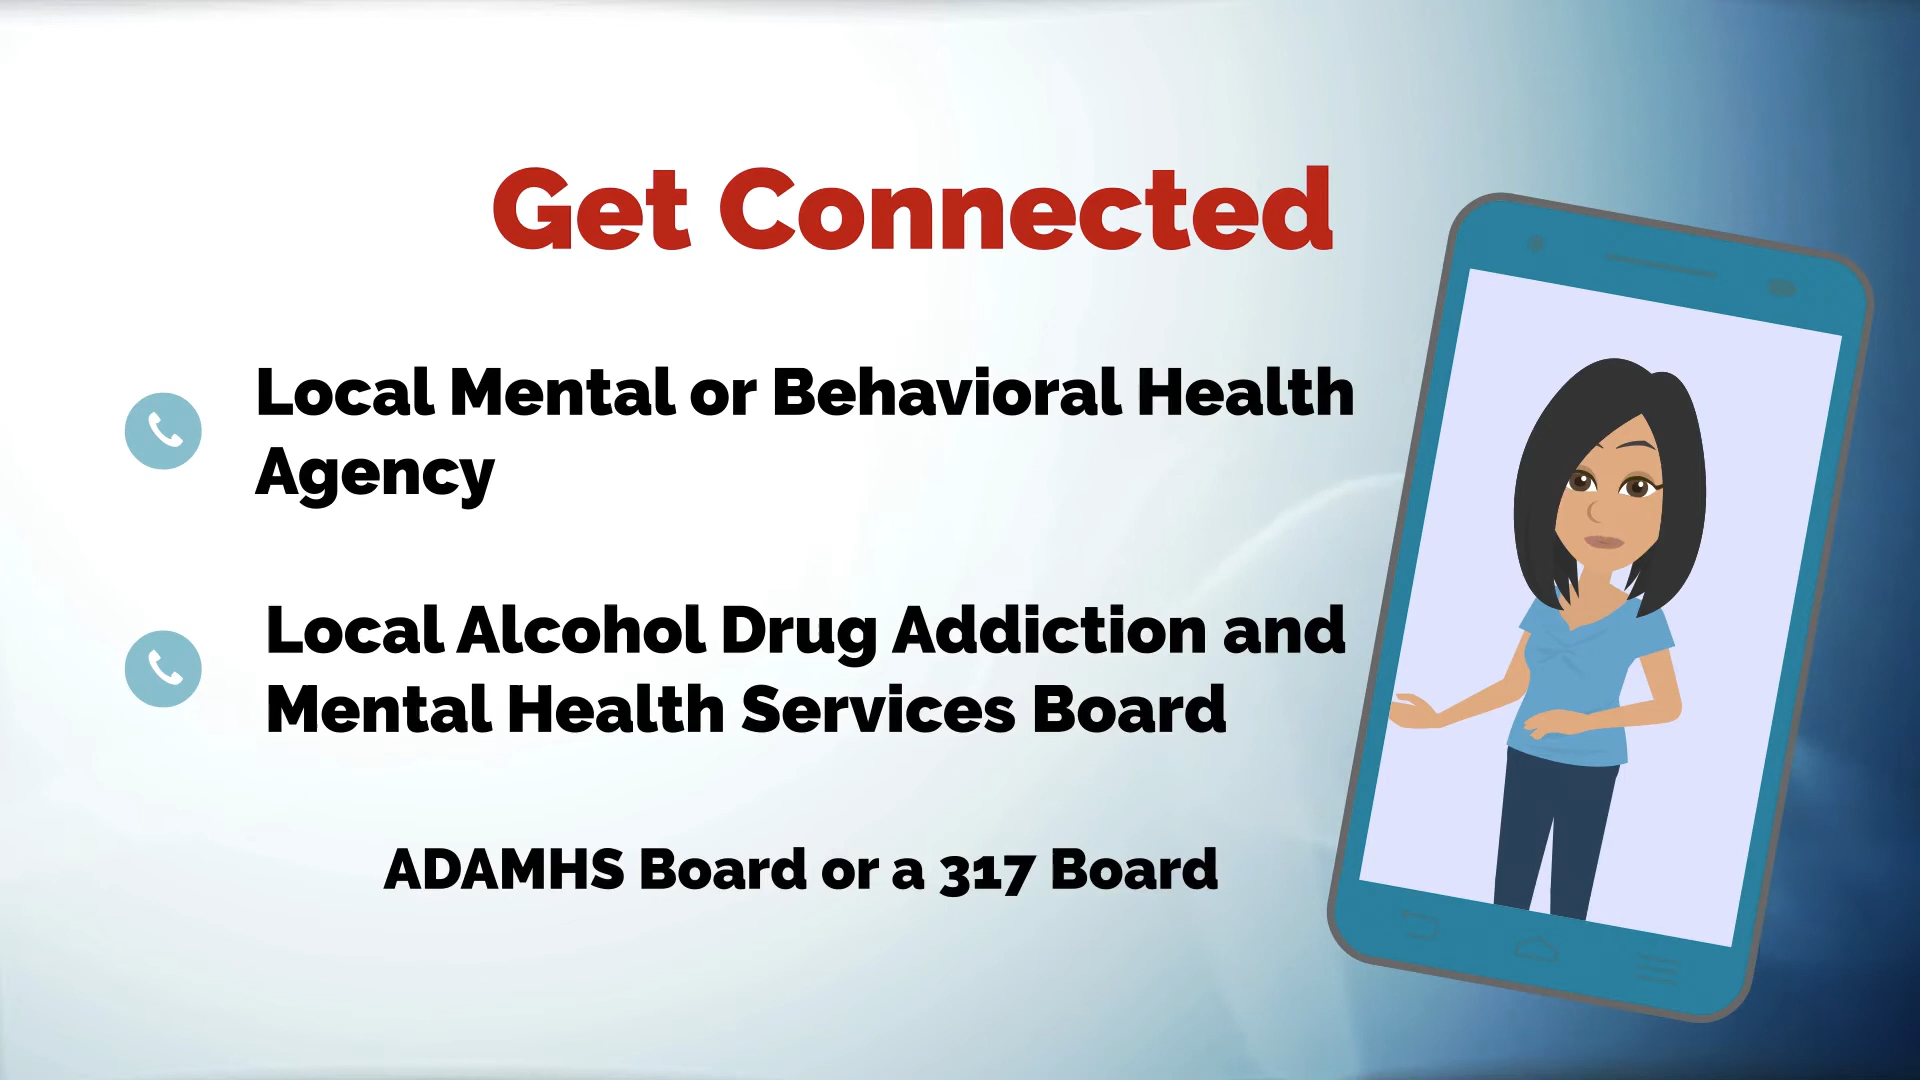 Get Connected
Local Mental or Behavioral Health
Agency
Local Alcohol Drug Addiction and
Mental Health Services Board
ADAMHS Board or a 317 Board